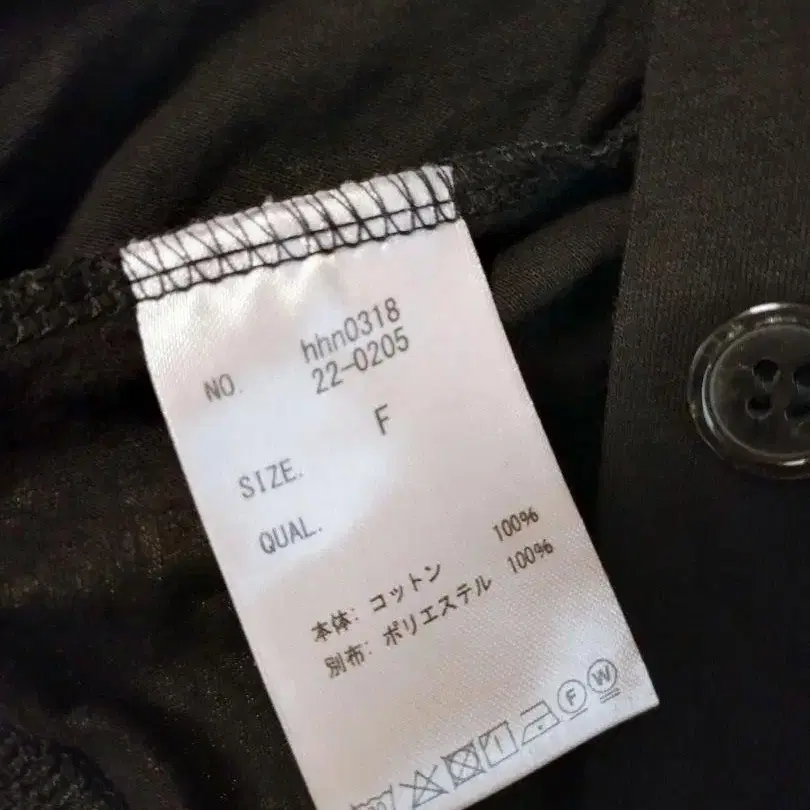 NO. hhn0318
22-0205
SIZE. F
QUAL.
本体: コットン 100%
別布: ポリエステル 100%
F W